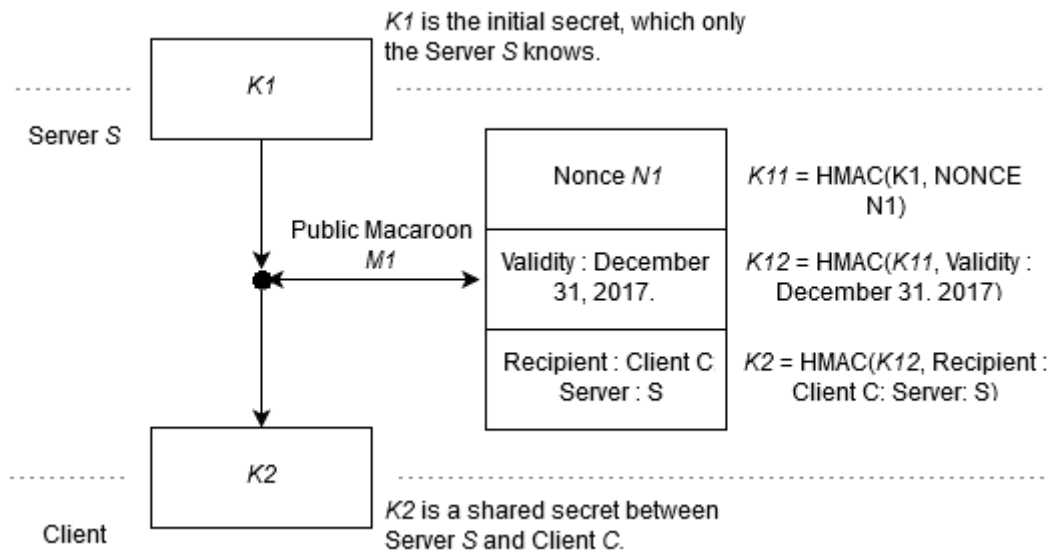 K1 is the initial secret, which only
the Server S knows.
K1
Server S
Nonce N1
K11 = HMAC(K1, NONCE
N1)
Public Macaroon
M1
Validity : December
31, 2017.
K12 = HMAC(K11, Validity :
December 31. 2017)
Recipient : Client C
Server : S
K2 = HMAC(K12, Recipient :
Client C: Server: S)
K2
K2 is a shared secret between
Server S and Client C.
Client